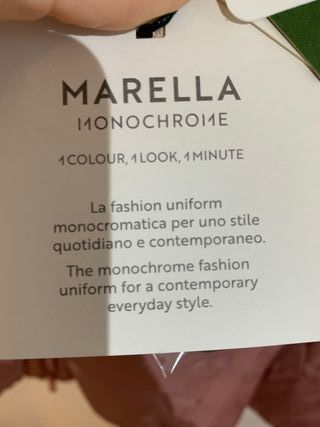 MARELLA
MONOCHROME
1 COLOUR, 1 LOOK, 1 MINUTE
La fashion uniform
monocromatica per uno stile
quotidiano e contemporaneo.
The monochrome fashion
uniform for a contemporary
everyday style.